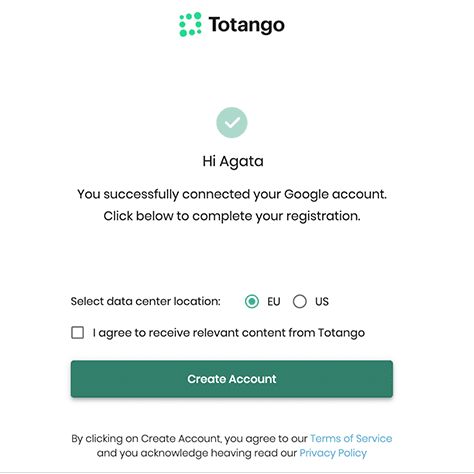 Totango
Hi Agata
You successfully connected your Google account.
Click below to complete your registration.
Select data center location: EU US
I agree to receive relevant content from Totango
Create Account
By clicking on Create Account, you agree to our Terms of Service
and you acknowledge heaving read our Privacy Policy